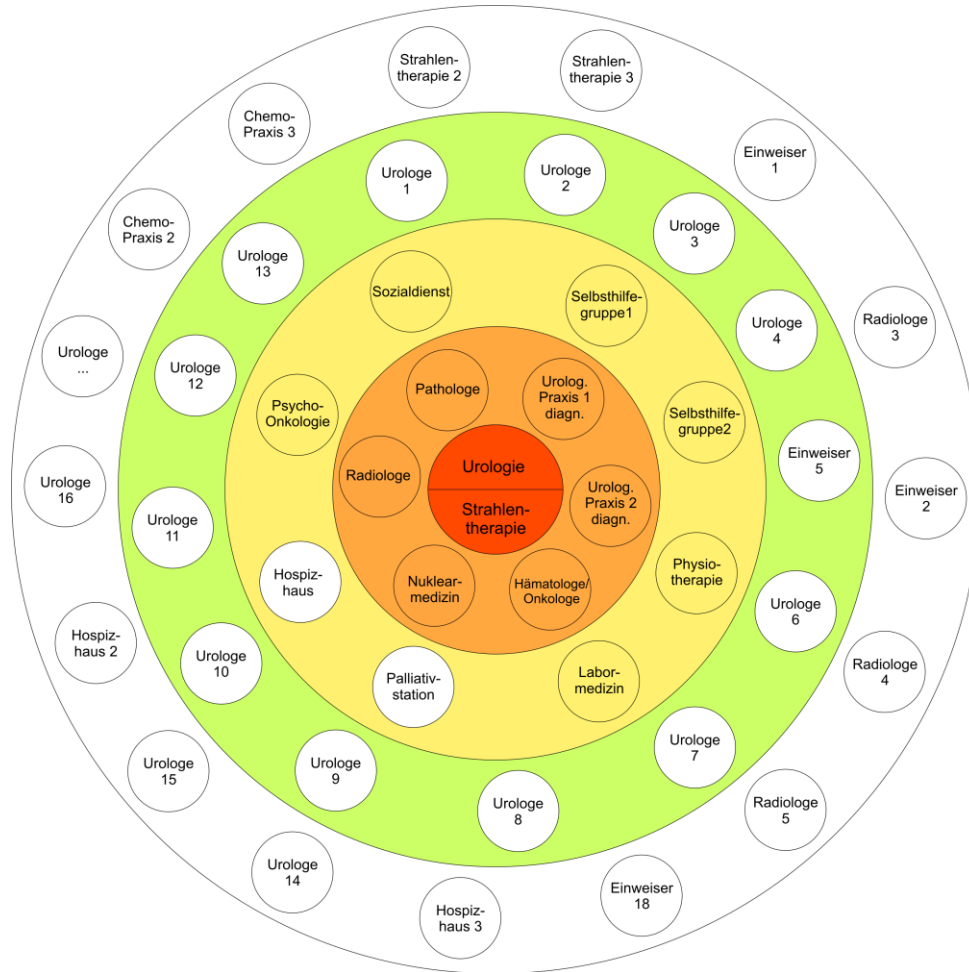 Strahlen-
therapie 2
Strahlen-
therapie 3
Chemo-
Praxis 3
Einweiser
1
Urologe
1
Urologe
2
Chemo-
Praxis 2
Urologe
3
Urologe
13
Sozialdienst
Selbsthilfe-
gruppe1
Urologe
4
Radiologe
3
Urologe
...
Urologe
12
Pathologe
Urolog.
Praxis 1
diagn.
Psycho-
Onkologie
Selbsthilfe-
gruppe2
Einweiser
5
Urologie
Radiologe
Urologe
16
Einweiser
2
Strahlen-
therapie
Urolog.
Praxis 2
diagn.
Urologe
11
Hospiz-
haus
Nuklear-
medizin
Hämatologe/
Onkologe
Physio-
therapie
Urologe
6
Hospiz-
haus 2
Urologe
10
Palliativ-
station
Labor-
medizin
Radiologe
4
Urologe
7
Urologe
15
Urologe
9
Urologe
8
Radiologe
5
Urologe
14
Einweiser
18
Hospiz-
haus 3